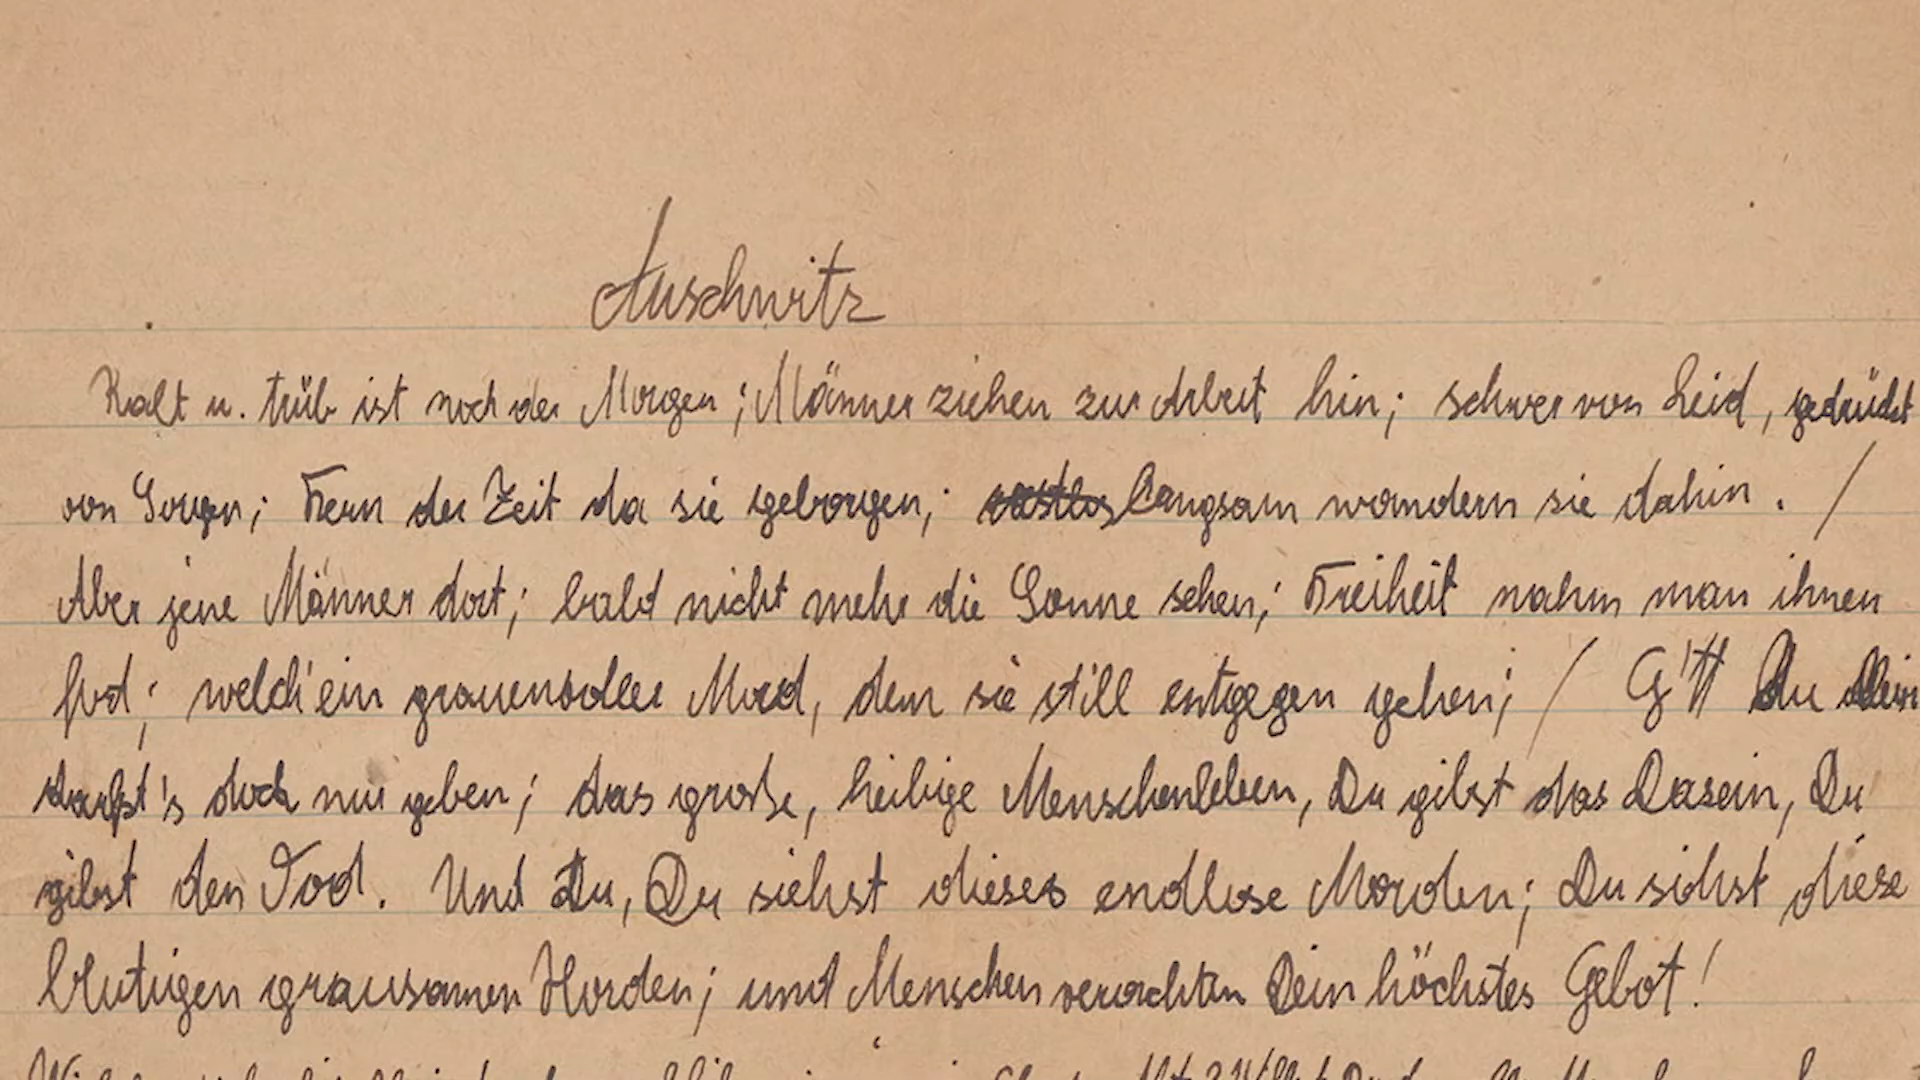 Auschwitz
Kalt u. trüb ist noch der Morgen; Männer ziehen zur Arbeit hin; schwer von Leid, gedrückt
von Sorgen; Fern der Zeit da sie geborgen; rastlos Langsam wandern sie dahin. /
Aber jene Männer dort; bald nicht mehr die Sonne sehen; Freiheit nahm man ihnen
fort; welch' ein grauenvoller Mord, dem sie still entgegen gehen; / G'tt Du
darfst's doch nur geben; das große, heilige Menschenleben, Du gibst das Dasein, Du
gibst den Tod. Und Du, Du siehst dieses endlose Morden; Du siehst diese
blutigen grausamen Horden; und Menschen verachten Dein höchstes Gebot!